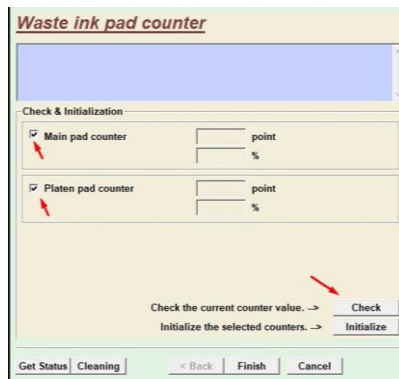 Waste ink pad counter
Check & Initialization
Main pad counter point
%
Platen pad counter point
%
Check the current counter value. --> Check
Initialize the selected counters. --> Initialize
Get Status Cleaning < Back Finish Cancel